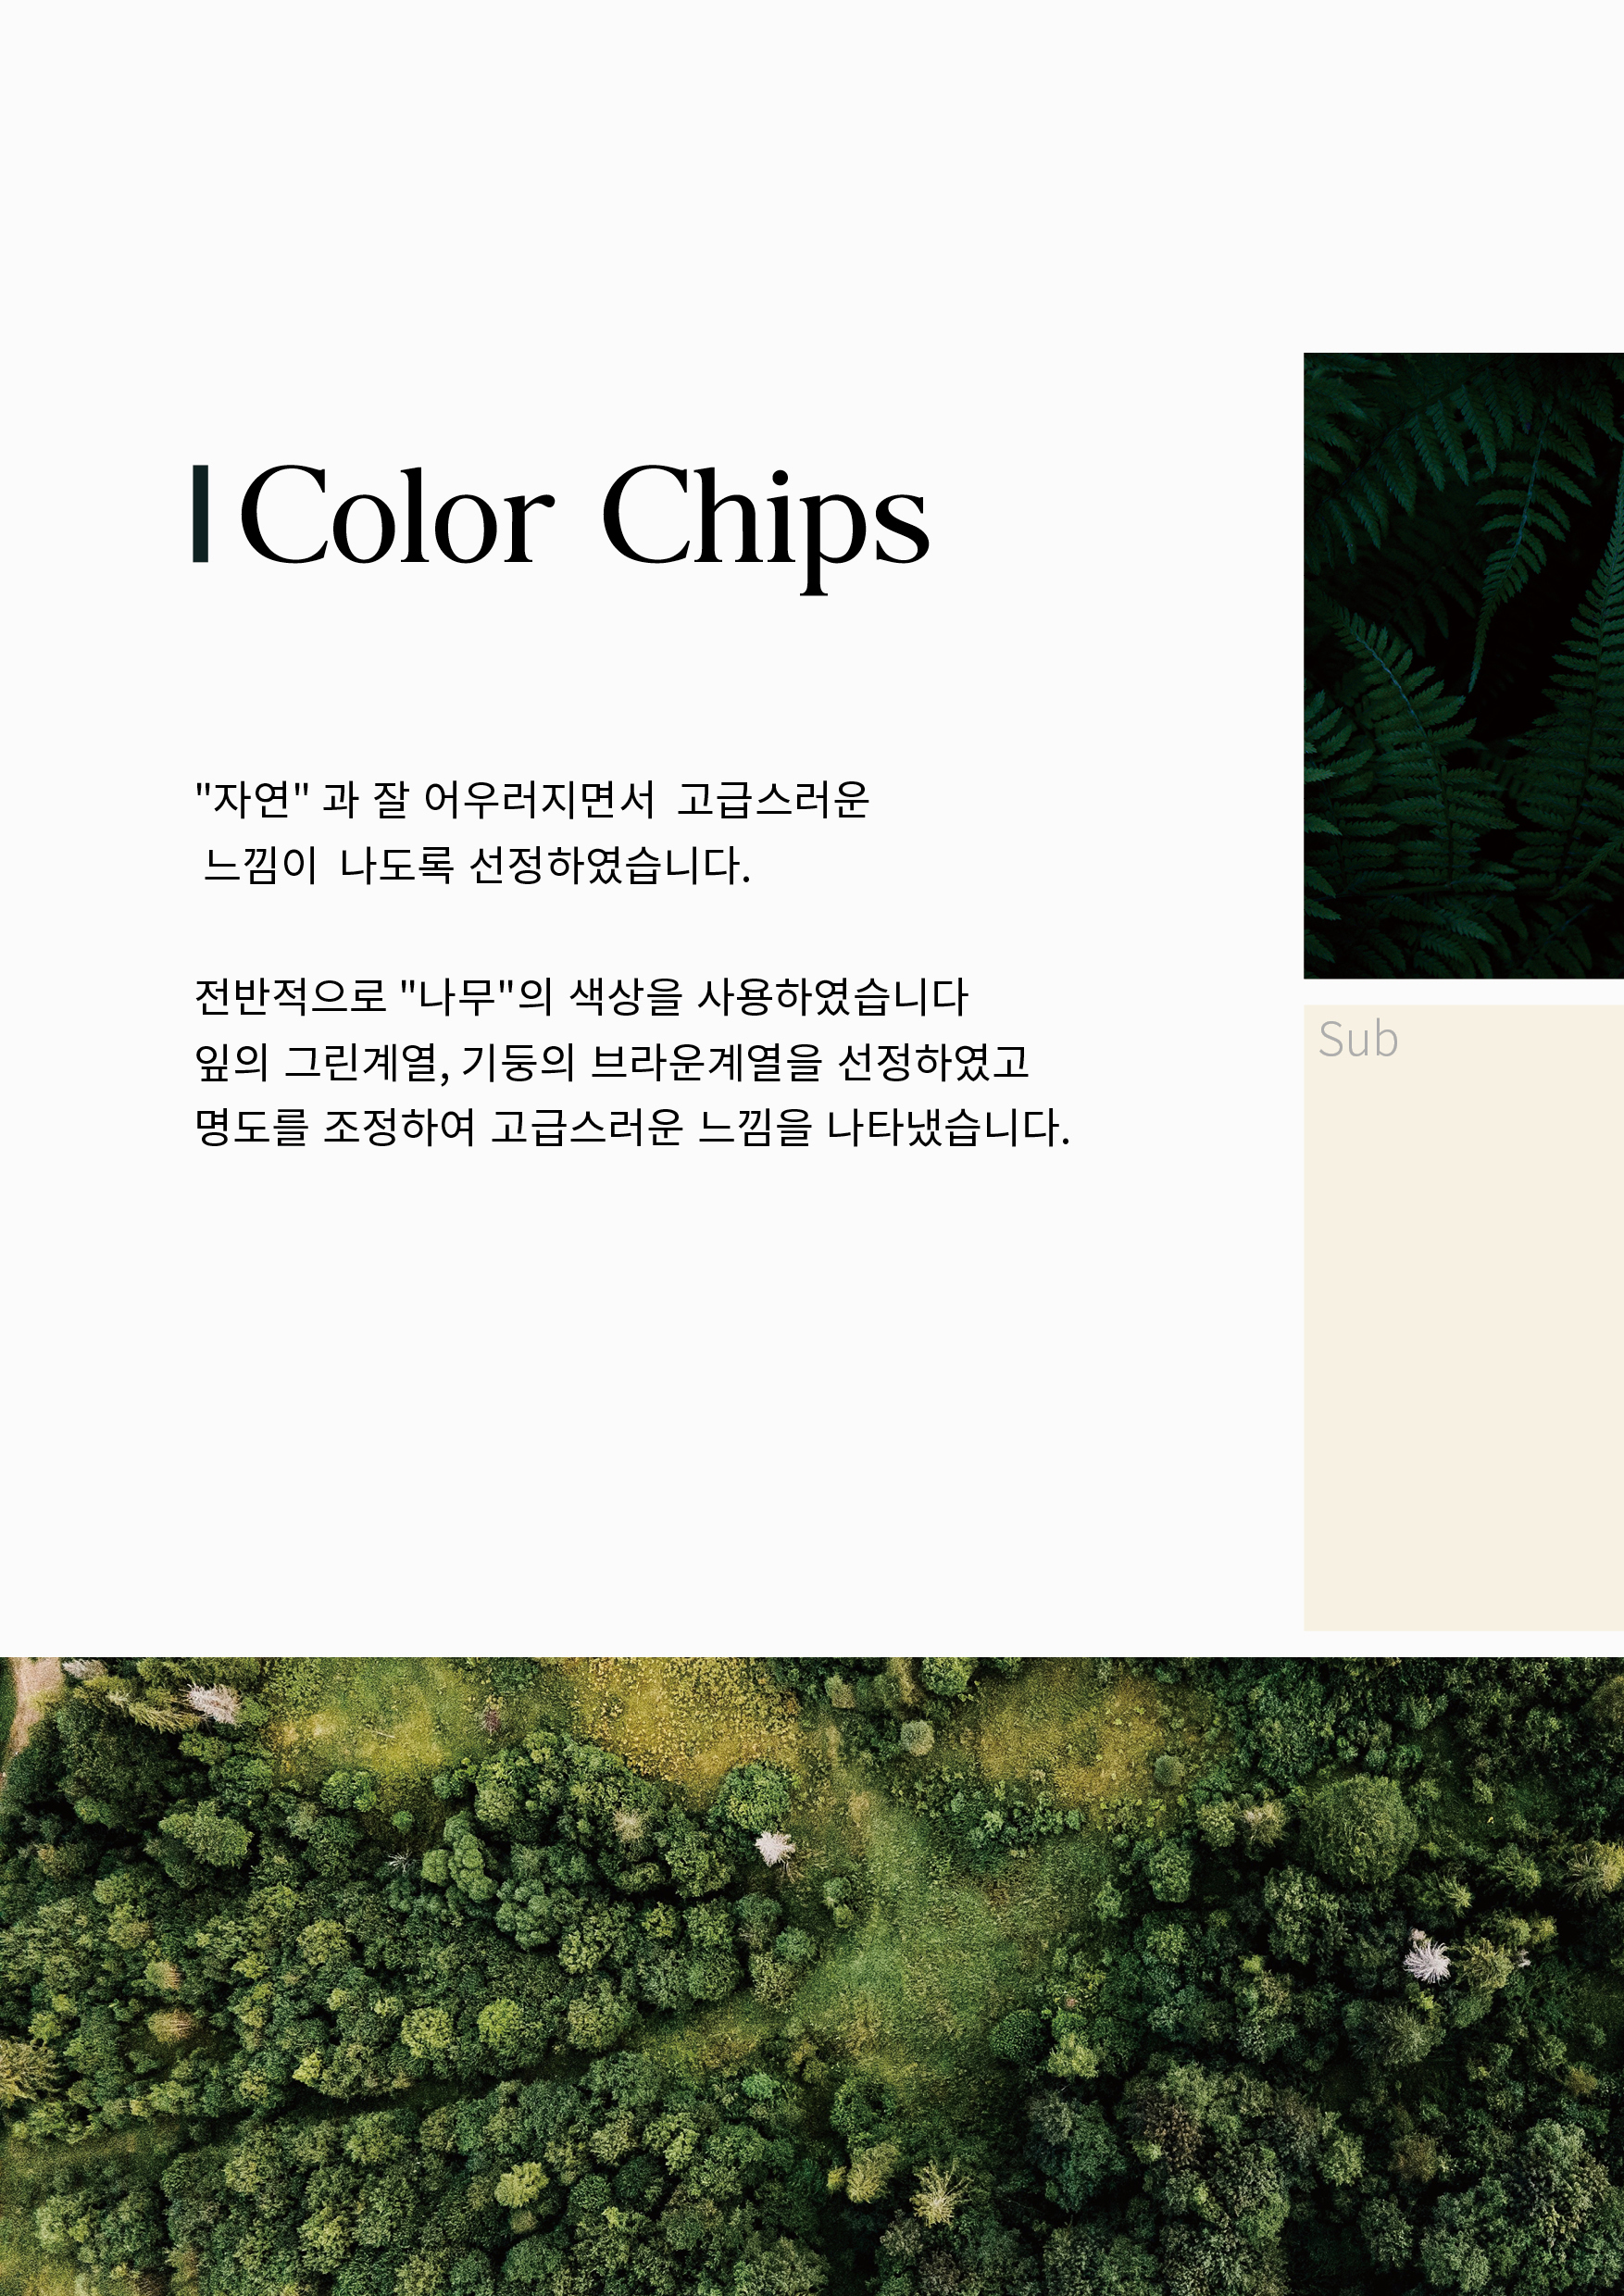 Color Chips
"자연" 과 잘 어우러지면서 고급스러운
느낌이 나도록 선정하였습니다.
전반적으로 "나무"의 색상을 사용하였습니다
잎의 그린계열, 기둥의 브라운계열을 선정하였고
명도를 조정하여 고급스러운 느낌을 나타냈습니다.
Sub